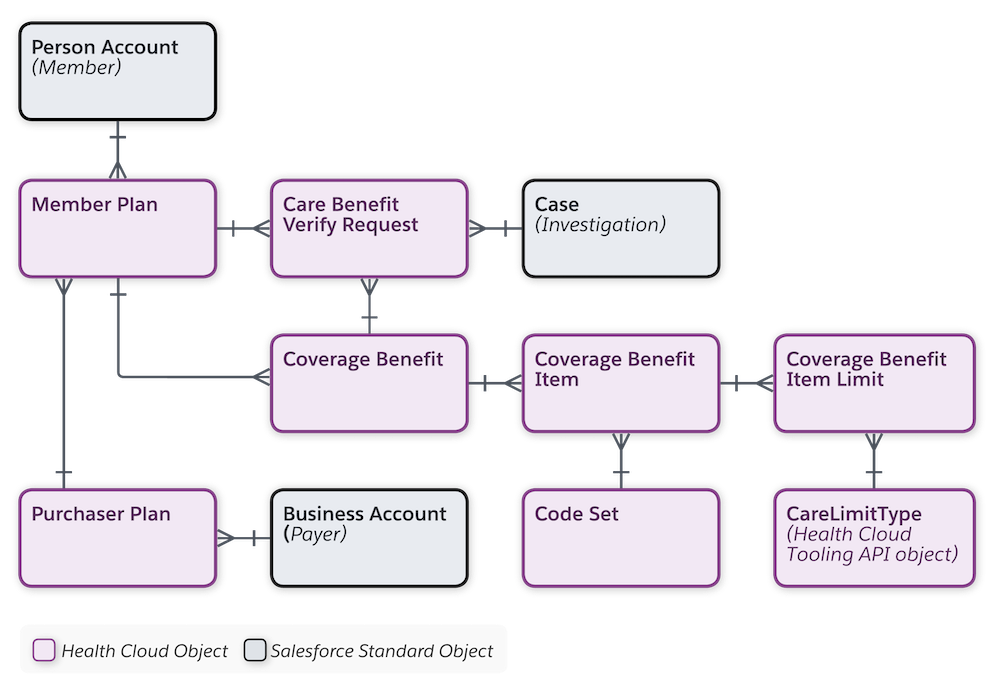 Person Account
(Member)
Member Plan
Care Benefit
Verify Request
Case
(Investigation)
Coverage Benefit
Coverage Benefit
Item
Coverage Benefit
Item Limit
Purchaser Plan
Business Account
(Payer)
Code Set
CareLimitType
(Health Cloud
Tooling API object)
Health Cloud Object
Salesforce Standard Object